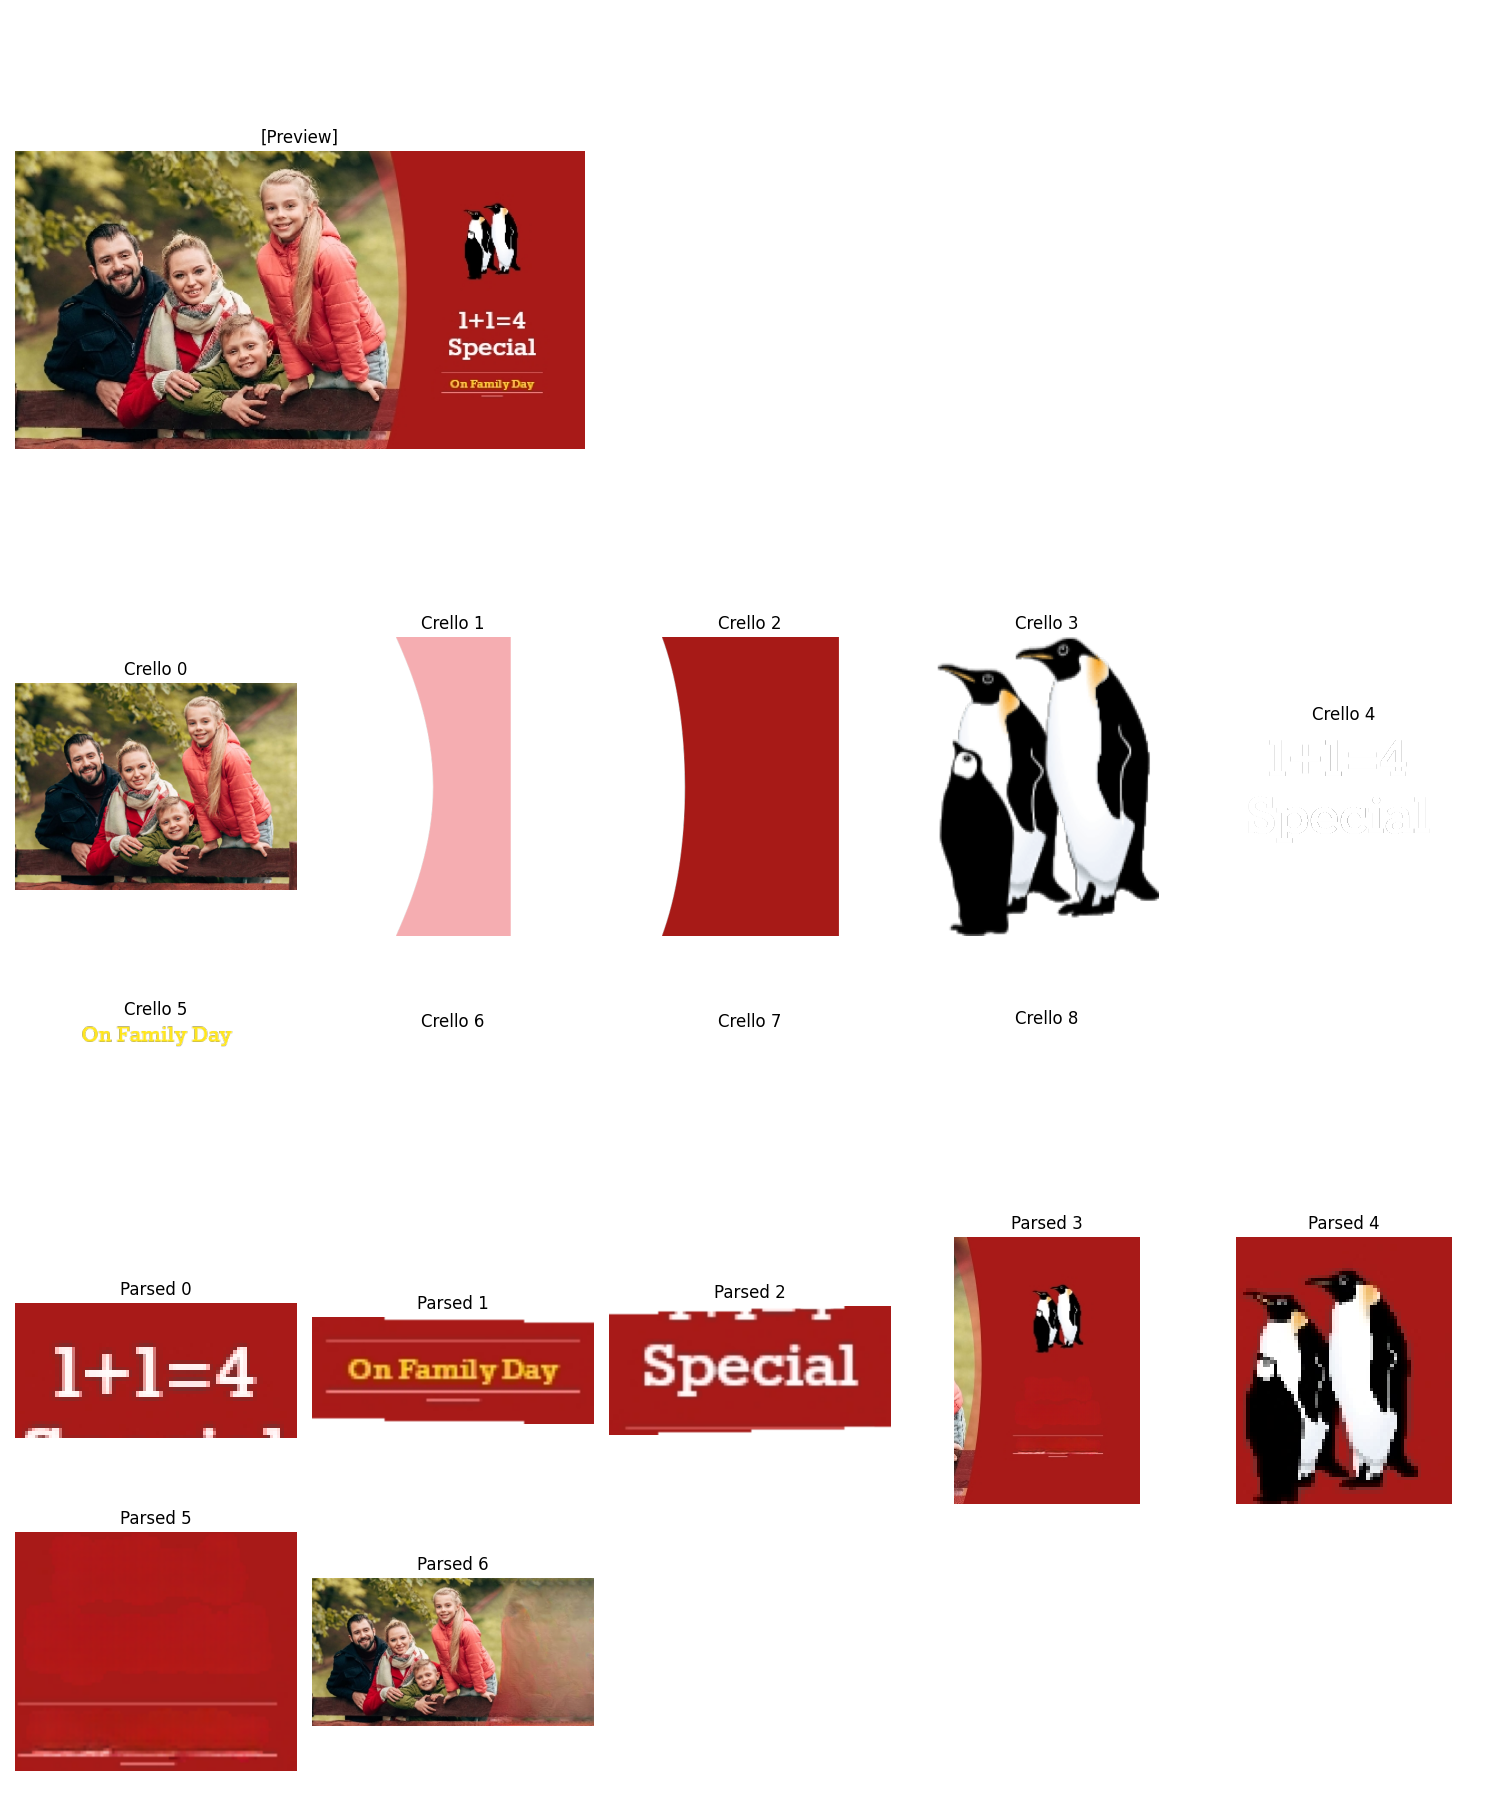 [Preview]
1+1=4
Special
On Family Day
Crello 0
Crello 1
Crello 2
Crello 3
Crello 4
1+1=4
Special
Crello 5
On Family Day
Crello 6
Crello 7
Crello 8
Parsed 0
1+1=4
Parsed 1
On Family Day
Parsed 2
Special
Parsed 3
Parsed 4
Parsed 5
Parsed 6